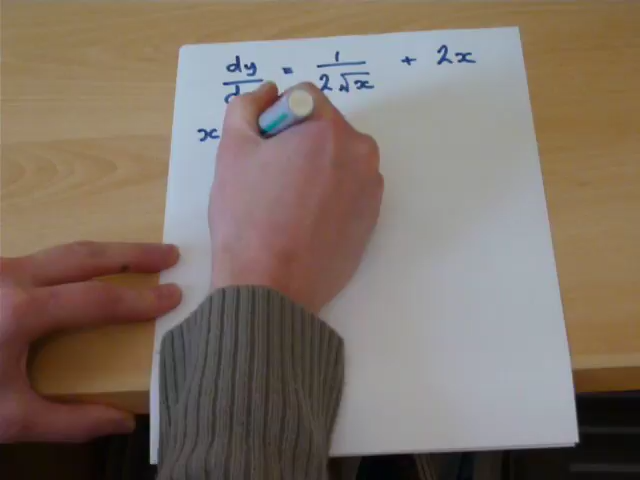 dy/d = 1/2√x + 2x
x